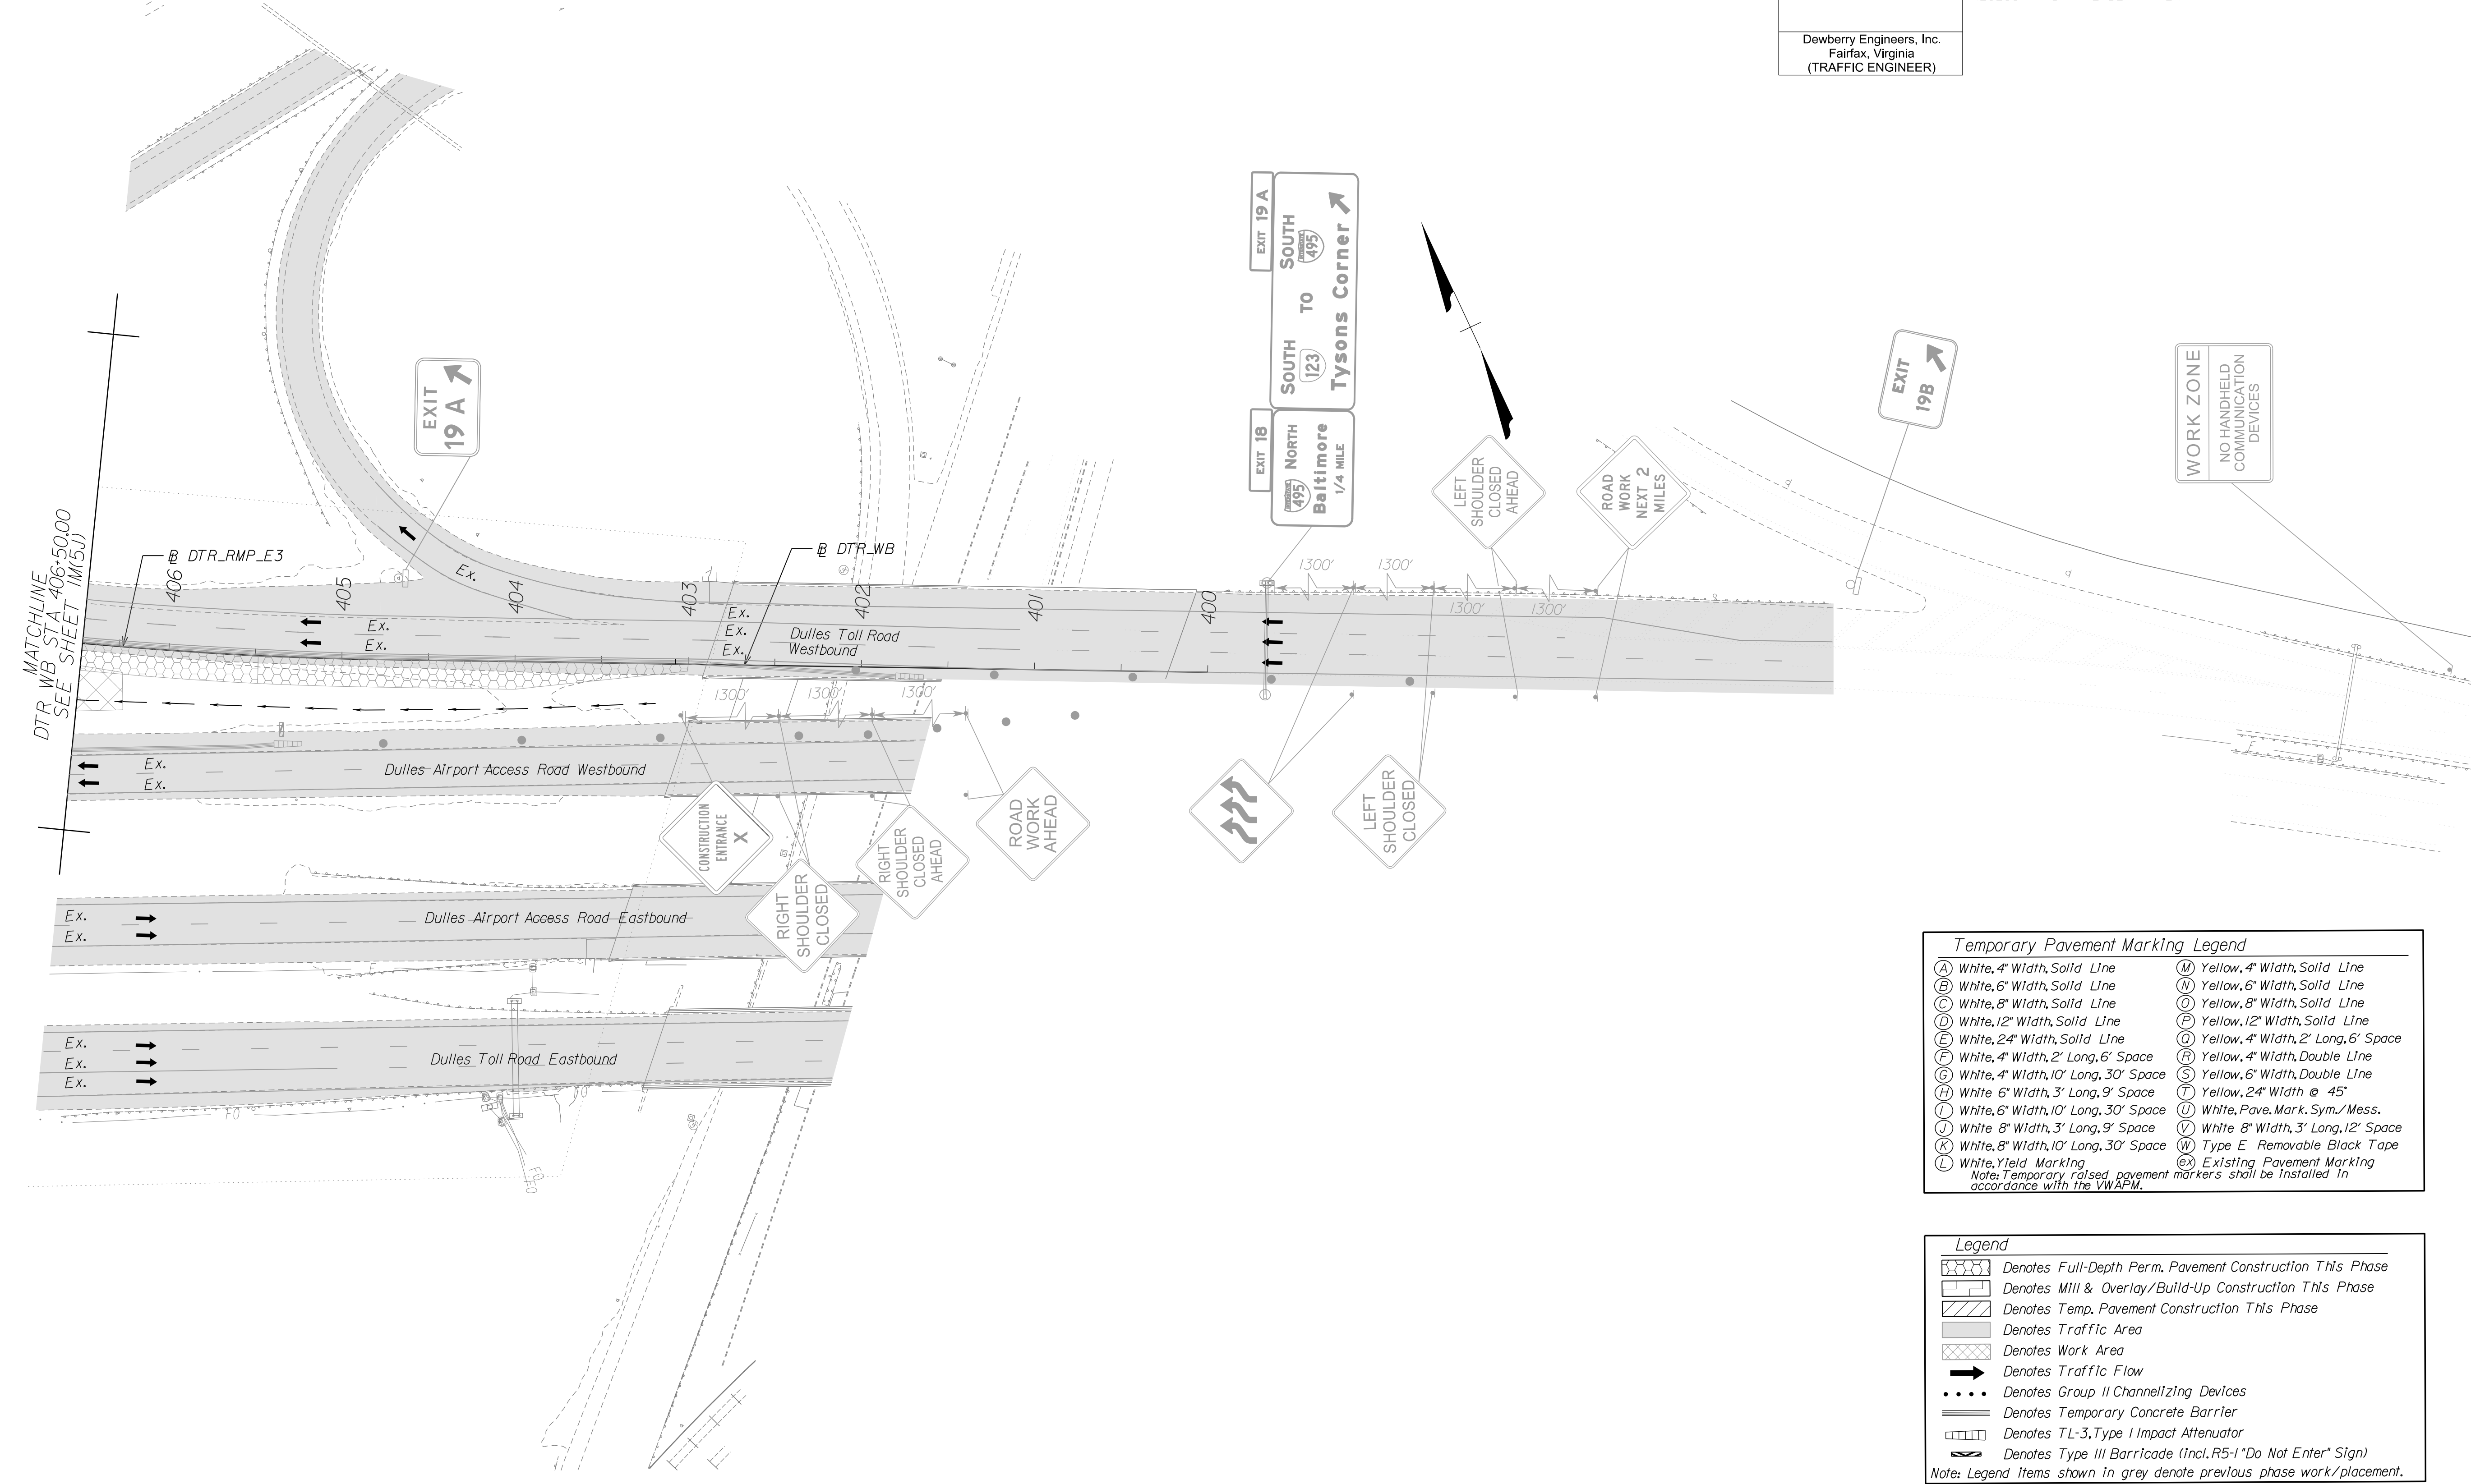 Dewberry Engineers, Inc.
Fairfax, Virginia
(TRAFFIC ENGINEER)
MATCHLINE
DTR_WB STA 406+50.00
SEE SHEET 1M(5J)
EXIT
19 A
EXIT 19 A
SOUTH
123
TO
SOUTH
495
Tysons Corner
EXIT 18
495
NORTH
Baltimore
1/4 MILE
LEFT
SHOULDER
CLOSED
AHEAD
ROAD
WORK
NEXT 2
MILES
EXIT
19B
WORK ZONE
NO HANDHELD
COMMUNICATION
DEVICES
DTR_RMP_E3
DTR_WB
406
405
404
403
402
401
400
Ex.
Ex.
Ex.
Ex.
Ex.
Ex.
Dulles Toll Road
Westbound
1300'
1300'
1300'
1300'
1300'
1300'
1300'
Ex.
Ex.
Dulles Airport Access Road Westbound
CONSTRUCTION
ENTRANCE
X
RIGHT
SHOULDER
CLOSED
RIGHT
SHOULDER
CLOSED
AHEAD
ROAD
WORK
AHEAD
LEFT
SHOULDER
CLOSED
Ex.
Ex.
Dulles Airport Access Road Eastbound
Ex.
Ex.
Ex.
Dulles Toll Road Eastbound
FO
FO
FO
Temporary Pavement Marking Legend
A White, 4" Width, Solid Line
B White, 6" Width, Solid Line
C White, 8" Width, Solid Line
D White, 12" Width, Solid Line
E White, 24" Width, Solid Line
F White, 4" Width, 2' Long, 6' Space
G White, 4" Width, 10' Long, 30' Space
H White 6" Width, 3' Long, 9' Space
I White, 6" Width, 10' Long, 30' Space
J White 8" Width, 3' Long, 9' Space
K White, 8" Width, 10' Long, 30' Space
L White, Yield Marking
M Yellow, 4" Width, Solid Line
N Yellow, 6" Width, Solid Line
O Yellow, 8" Width, Solid Line
P Yellow, 12" Width, Solid Line
Q Yellow, 4" Width, 2' Long, 6' Space
R Yellow, 4" Width, Double Line
S Yellow, 6" Width, Double Line
T Yellow, 24" Width @ 45°
U White, Pave. Mark. Sym./Mess.
V White 8" Width, 3' Long, 12' Space
W Type E Removable Black Tape
ex Existing Pavement Marking
Note: Temporary raised pavement markers shall be installed in
accordance with the VWAPM.
Legend
Denotes Full-Depth Perm. Pavement Construction This Phase
Denotes Mill & Overlay/Build-Up Construction This Phase
Denotes Temp. Pavement Construction This Phase
Denotes Traffic Area
Denotes Work Area
Denotes Traffic Flow
Denotes Group II Channelizing Devices
Denotes Temporary Concrete Barrier
Denotes TL-3, Type I Impact Attenuator
Denotes Type III Barricade (incl. R5-1 "Do Not Enter" Sign)
Note: Legend items shown in grey denote previous phase work/placement.